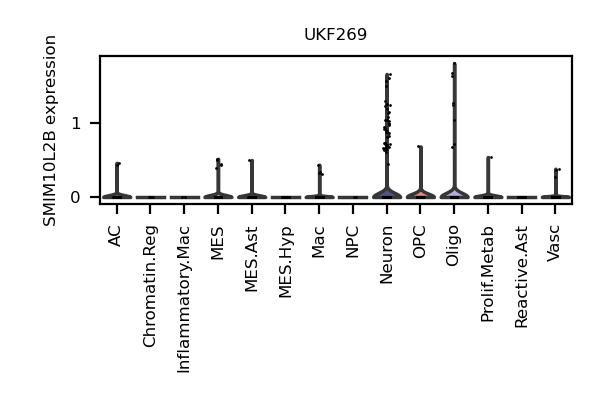 UKF269
SMIM10L2B expression
1
0
AC
Chromatin.Reg
Inflammatory.Mac
MES
MES.Ast
MES.Hyp
Mac
NPC
Neuron
OPC
Oligo
Prolif.Metab
Reactive.Ast
Vasc